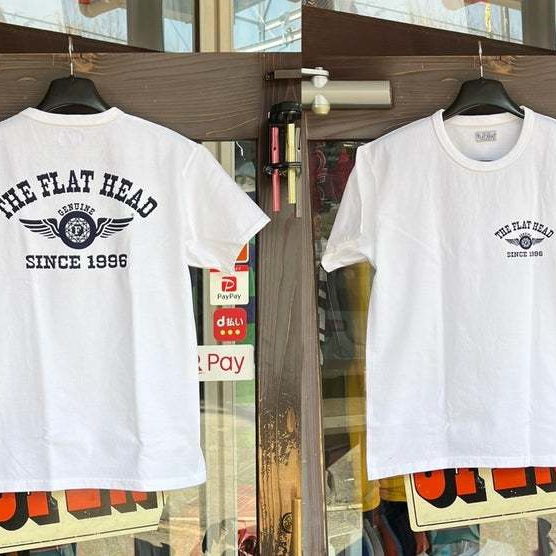 THE FLAT HEAD
GENUINE
F
SINCE 1996
PayPay
d払い
Pay
THE FLAT HEAD
SINCE 1996